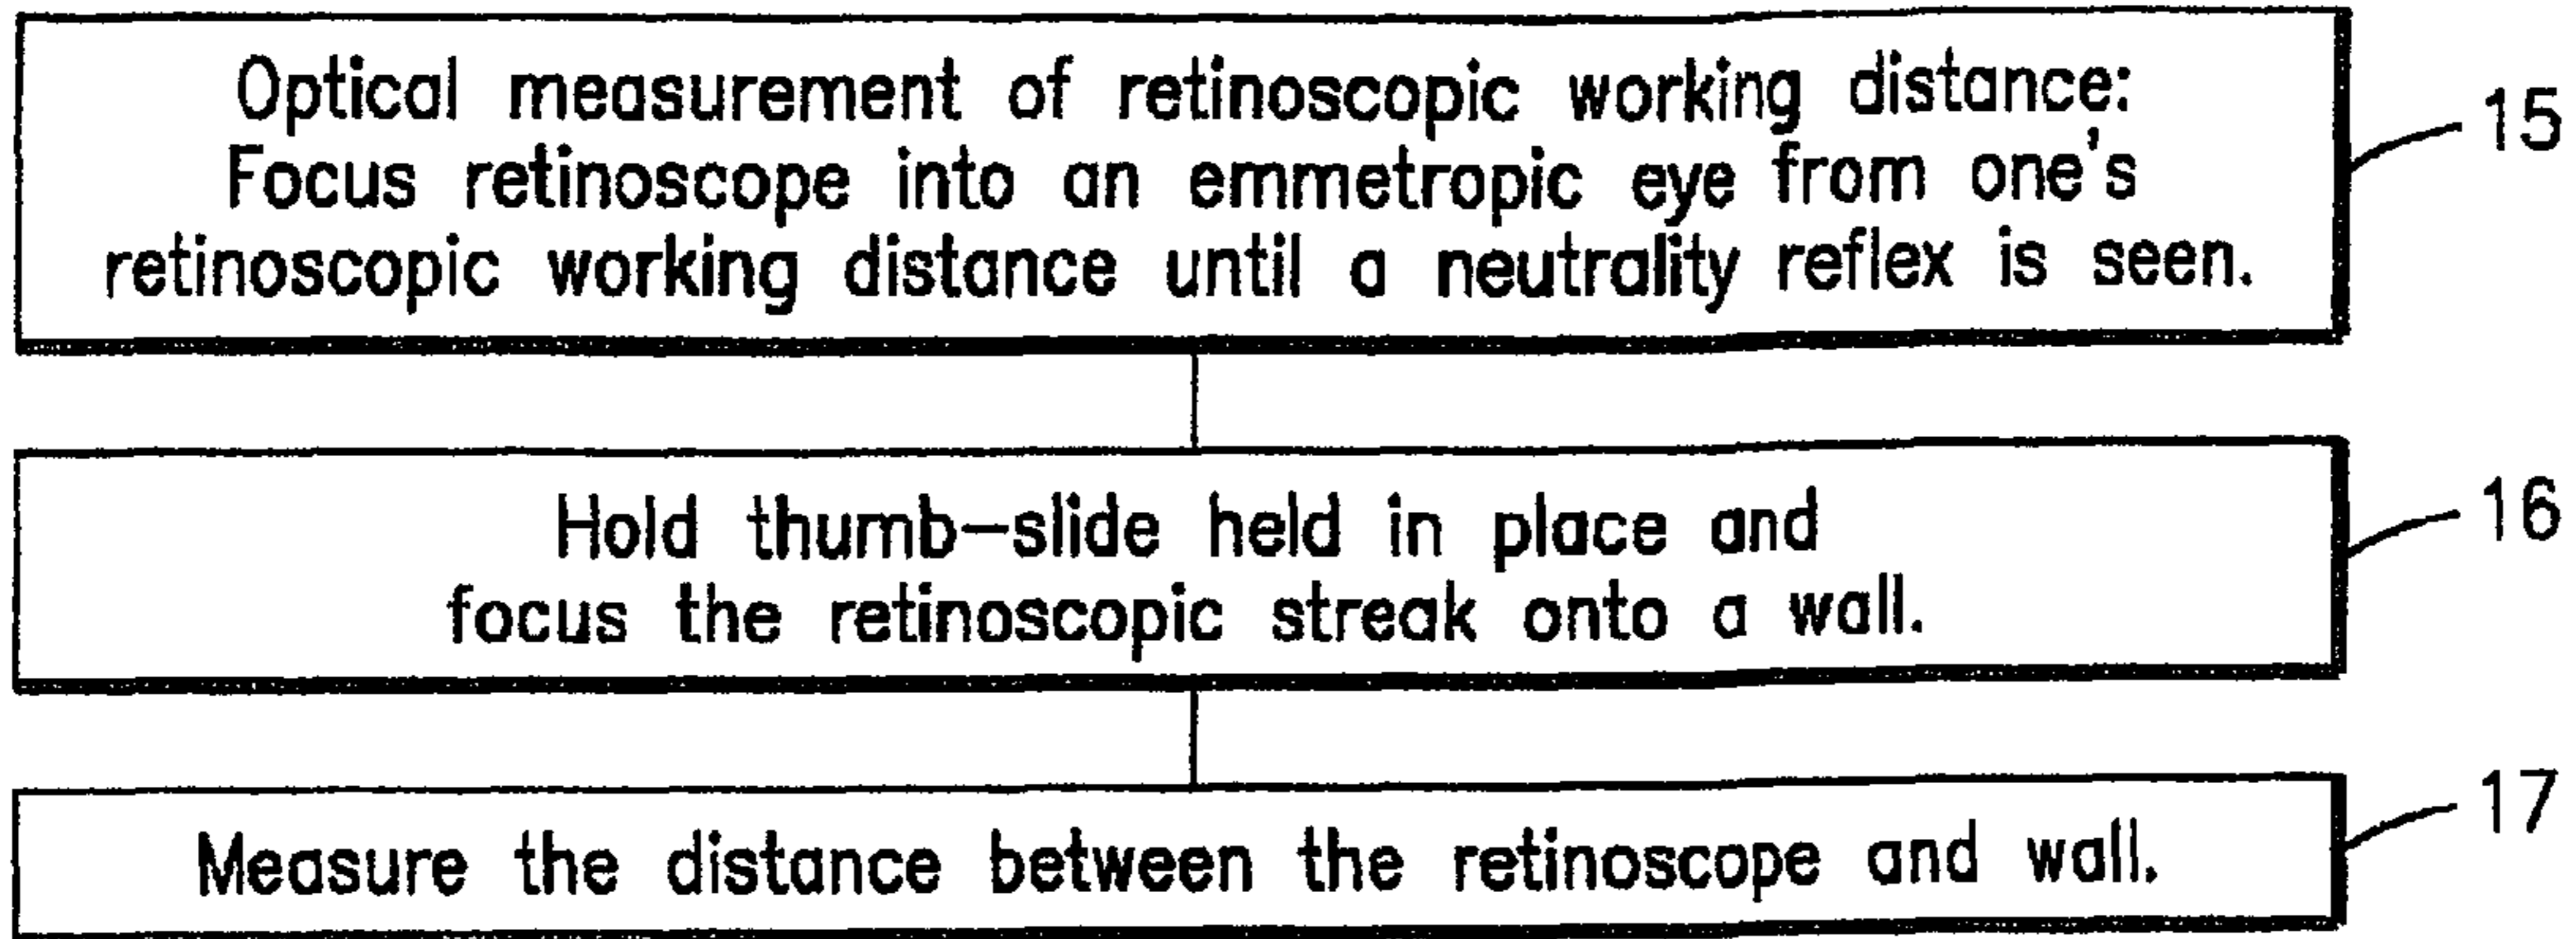 Optical measurement of retinoscopic working distance:
Focus retinoscope into an emmetropic eye from one's
retinoscopic working distance until a neutrality reflex is seen.
15
Hold thumb-slide held in place and
focus the retinoscopic streak onto a wall.
16
Measure the distance between the retinoscope and wall.
17